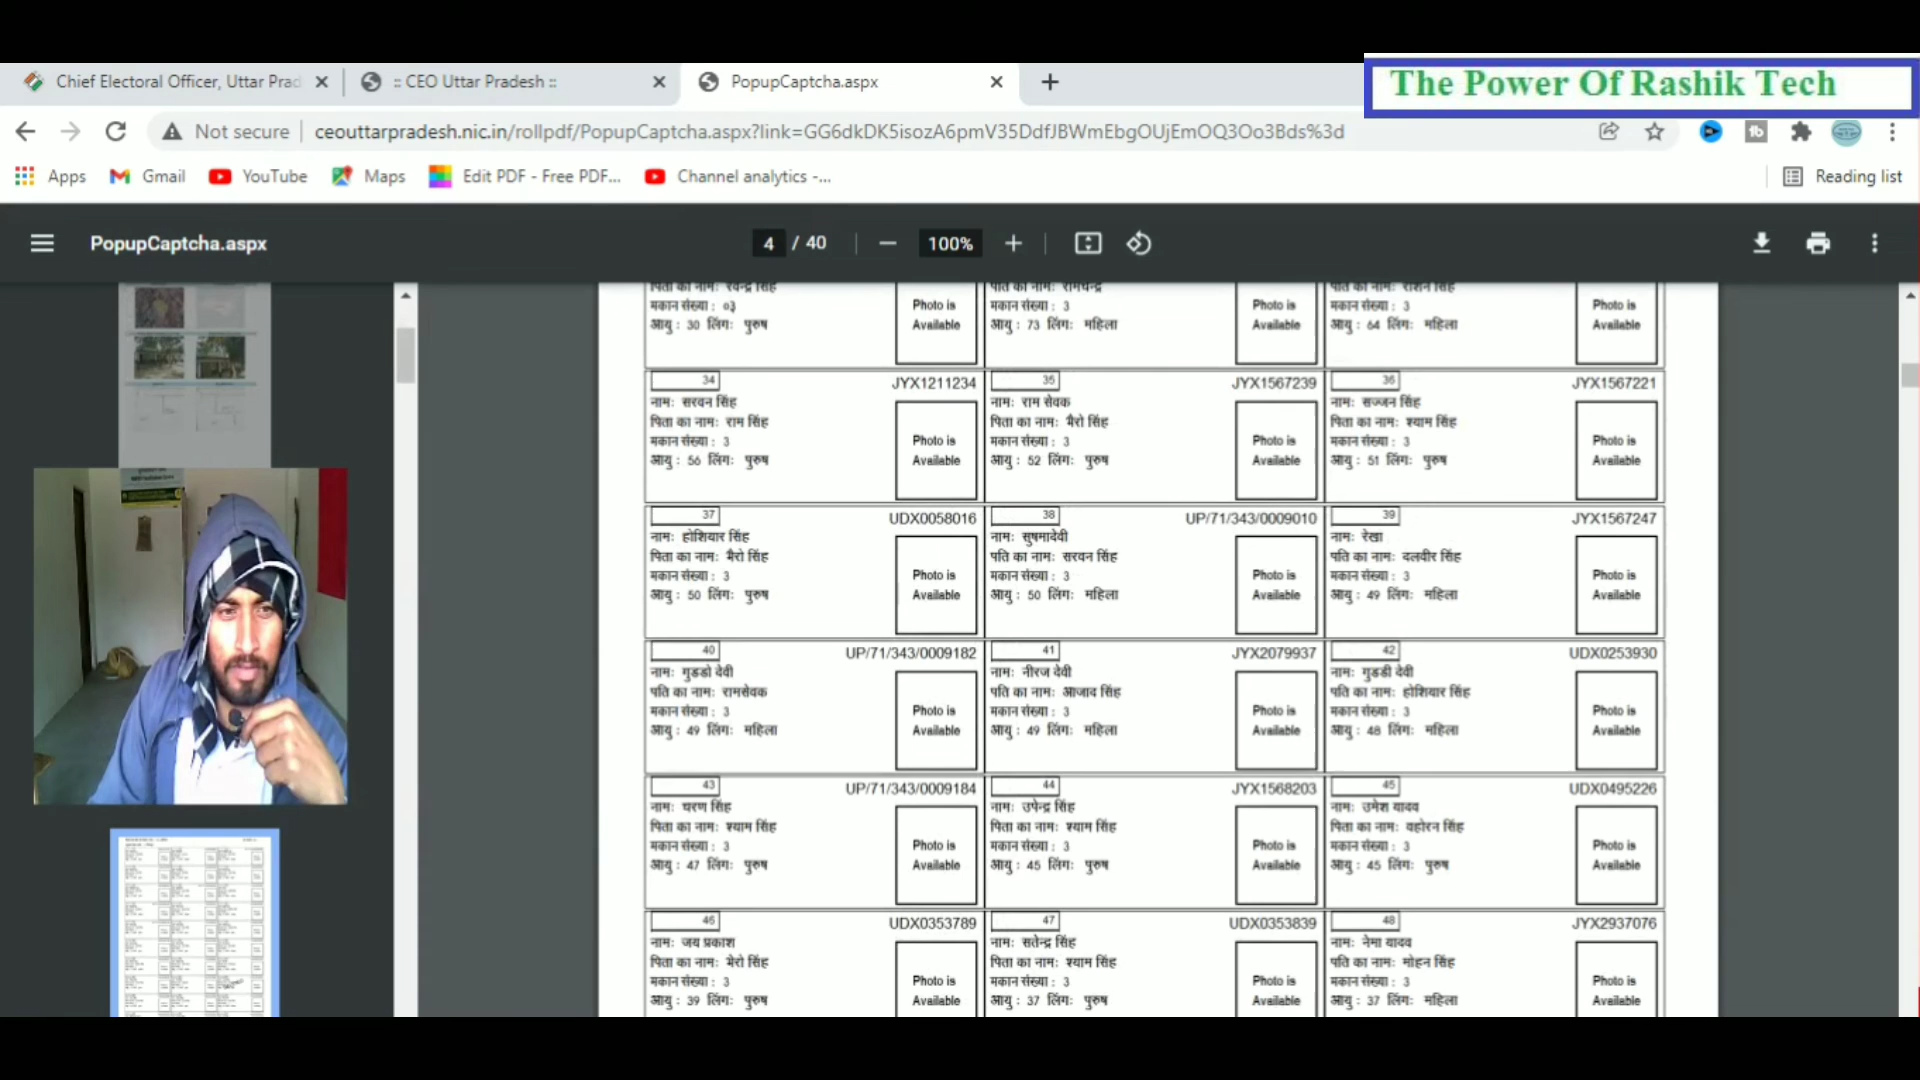 The Power Of Rashik Tech
Chief Electoral Officer, Uttar Prad
:: CEO Uttar Pradesh ::
PopupCaptcha.aspx
Not secure
ceouttarpradesh.nic.in/rollpdf/PopupCaptcha.aspx?link=GG6dkDK5isozA6pmV35DdfJBWmEbgOUjEmOQ3Oo3Bds%3d
Apps
Gmail
YouTube
Maps
Edit PDF - Free PDF...
Channel analytics -...
Reading list
PopupCaptcha.aspx
4 / 40
100%
पिता का नाम: रवेन्द्र सिंह
मकान संख्या : ०३
आयु : 30 लिंग: पुरुष
Photo is
Available
पति का नाम: रामचन्द्र
मकान संख्या : 3
आयु : 73 लिंग: महिला
Photo is
Available
पति का नाम: रोशन सिंह
मकान संख्या : 3
आयु : 64 लिंग: महिला
Photo is
Available
34 JYX1211234
नाम: सरवन सिंह
पिता का नाम: राम सिंह
मकान संख्या : 3
आयु : 56 लिंग: पुरुष
Photo is
Available
35 JYX1567239
नाम: राम सेवक
पिता का नाम: भैरो सिंह
मकान संख्या : 3
आयु : 52 लिंग: पुरुष
Photo is
Available
36 JYX1567221
नाम: सज्जन सिंह
पिता का नाम: श्याम सिंह
मकान संख्या : 3
आयु : 51 लिंग: पुरुष
Photo is
Available
37 UDX0058016
नाम: होशियार सिंह
पिता का नाम: भैरो सिंह
मकान संख्या : 3
आयु : 50 लिंग: पुरुष
Photo is
Available
38 UP/71/343/0009010
नाम: सुषमादेवी
पति का नाम: सरवन सिंह
मकान संख्या : 3
आयु : 50 लिंग: महिला
Photo is
Available
39 JYX1567247
नाम: रेखा
पति का नाम: दलवीर सिंह
मकान संख्या : 3
आयु : 49 लिंग: महिला
Photo is
Available
40 UP/71/343/0009182
नाम: गुडडो देवी
पति का नाम: रामसेवक
मकान संख्या : 3
आयु : 49 लिंग: महिला
Photo is
Available
41 JYX2079937
नाम: नीरज देवी
पति का नाम: आजाद सिंह
मकान संख्या : 3
आयु : 49 लिंग: महिला
Photo is
Available
42 UDX0253930
नाम: गुडडी देवी
पति का नाम: होशियार सिंह
मकान संख्या : 3
आयु : 48 लिंग: महिला
Photo is
Available
43 UP/71/343/0009184
नाम: चरण सिंह
पिता का नाम: श्याम सिंह
मकान संख्या : 3
आयु : 47 लिंग: पुरुष
Photo is
Available
44 JYX1568203
नाम: उपेन्द्र सिंह
पिता का नाम: श्याम सिंह
मकान संख्या : 3
आयु : 45 लिंग: पुरुष
Photo is
Available
45 UDX0495226
नाम: उमेश यादव
पिता का नाम: वहोरन सिंह
मकान संख्या : 3
आयु : 45 लिंग: पुरुष
Photo is
Available
46 UDX0353789
नाम: जय प्रकाश
पिता का नाम: भेरो सिंह
मकान संख्या : 3
आयु : 39 लिंग: पुरुष
Photo is
Available
47 UDX0353839
नाम: सतेन्द्र सिंह
पिता का नाम: श्याम सिंह
मकान संख्या : 3
आयु : 37 लिंग: पुरुष
Photo is
Available
48 JYX2937076
नाम: नेमा यादव
पति का नाम: मोहन सिंह
मकान संख्या : 3
आयु : 37 लिंग: महिला
Photo is
Available